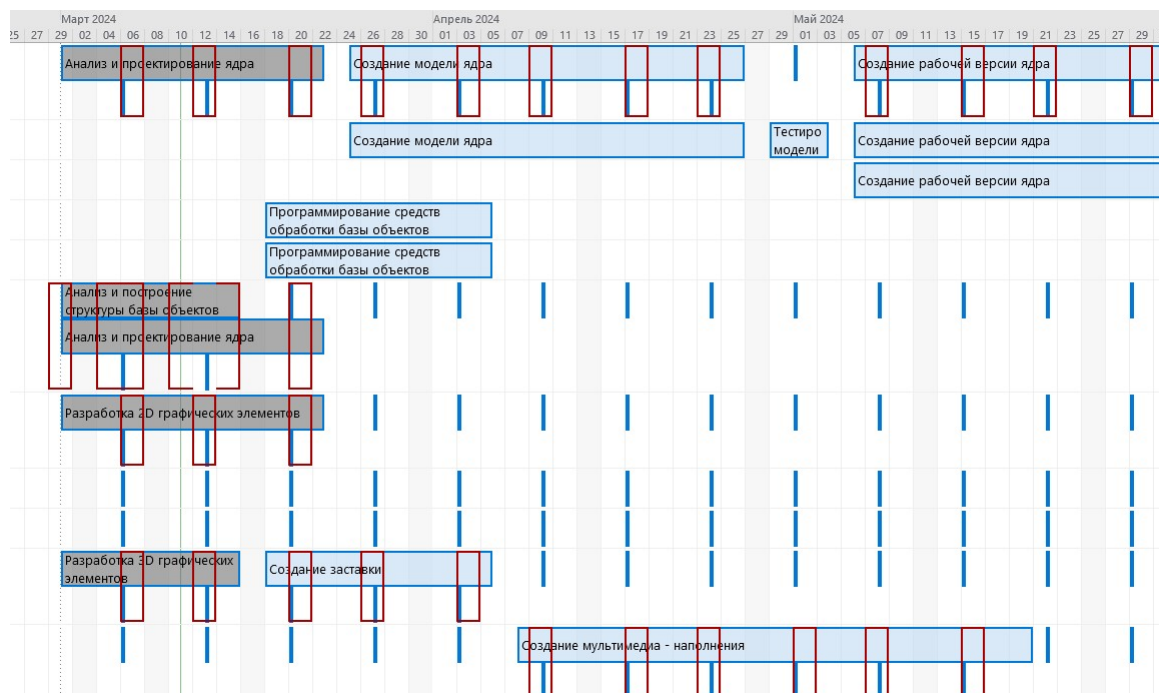 Март 2024 Апрель 2024 Май 2024
25 27 29 02 04 06 08 10 12 14 16 18 20 22 24 26 28 30 01 03 05 07 09 11 13 15 17 19 21 23 25 27 29 01 03 05 07 09 11 13 15 17 19 21 23 25 27 29
Анализ и проектирование ядра Создание модели ядра Создание рабочей версии ядра
Создание модели ядра Тестиро Создание рабочей версии ядра
модели
Создание рабочей версии ядра
Программирование средств
обработки базы объектов
Программирование средств
обработки базы объектов
Анализ и построение
структуры базы объектов
Анализ и проектирование ядра
Разработка 2D графических элементов
Разработка 3D графических
элементов
Создание заставки
Создание мультимедиа - наполнения